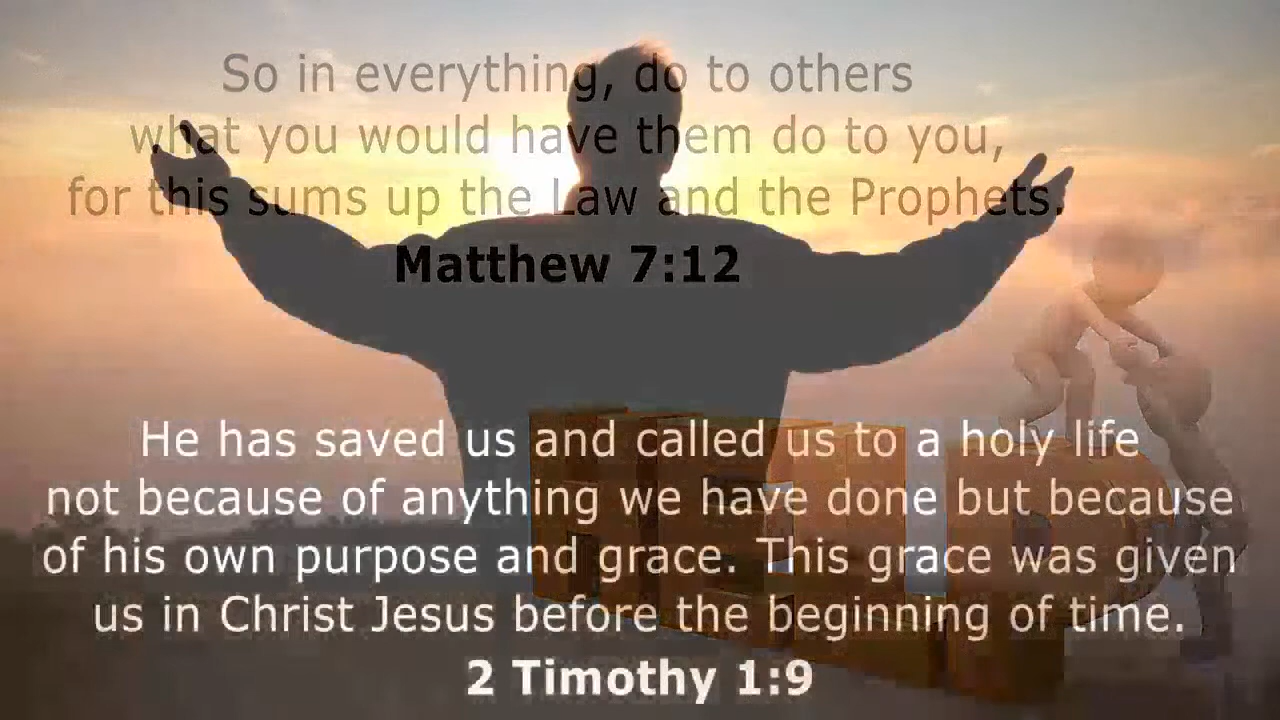 So in everything, do to others
what you would have them do to you,
for this sums up the Law and the Prophets.
Matthew 7:12
He has saved us and called us to a holy life
not because of anything we have done but because
of his own purpose and grace. This grace was given
us in Christ Jesus before the beginning of time.
2 Timothy 1:9
HELP